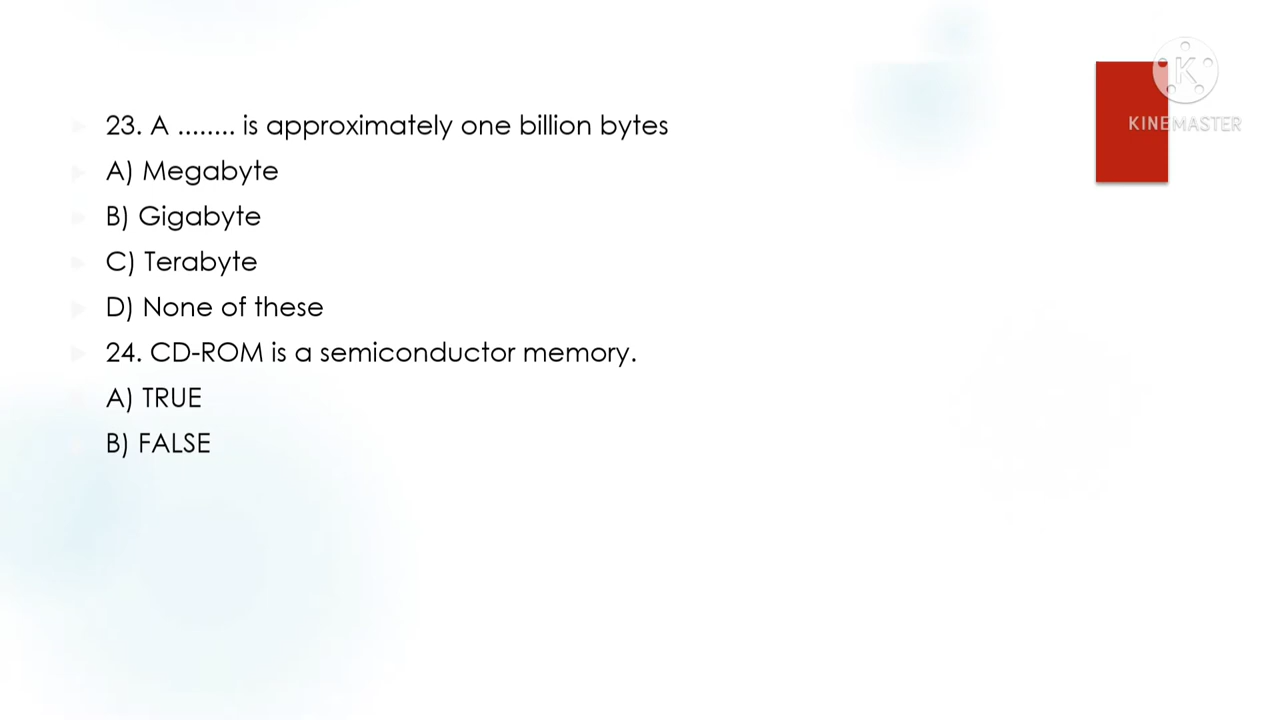 23. A ........ is approximately one billion bytes
A) Megabyte
B) Gigabyte
C) Terabyte
D) None of these
24. CD-ROM is a semiconductor memory.
A) TRUE
B) FALSE
K
KINEMASTER